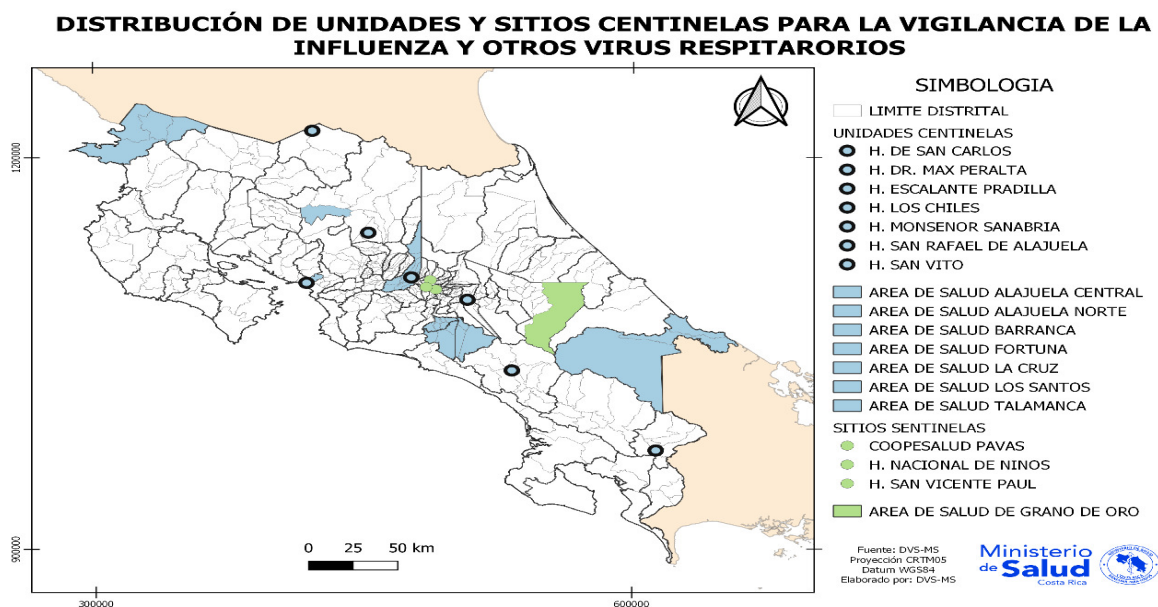 DISTRIBUCIÓN DE UNIDADES Y SITIOS CENTINELAS PARA LA VIGILANCIA DE LA
INFLUENZA Y OTROS VIRUS RESPITARORIOS
SIMBOLOGIA
LIMITE DISTRITAL
UNIDADES CENTINELAS
H. DE SAN CARLOS
H. DR. MAX PERALTA
H. ESCALANTE PRADILLA
H. LOS CHILES
H. MONSENOR SANABRIA
H. SAN RAFAEL DE ALAJUELA
H. SAN VITO
AREA DE SALUD ALAJUELA CENTRAL
AREA DE SALUD ALAJUELA NORTE
AREA DE SALUD BARRANCA
AREA DE SALUD FORTUNA
AREA DE SALUD LA CRUZ
AREA DE SALUD LOS SANTOS
AREA DE SALUD TALAMANCA
SITIOS SENTINELAS
COOPESALUD PAVAS
H. NACIONAL DE NINOS
H. SAN VICENTE PAUL
AREA DE SALUD DE GRANO DE ORO
1200000
900000
0 25 50 km
300000
600000
Fuente: DVS-MS
Proyección CRTM05
Datum WGS84
Elaborado por: DVS-MS
Ministerio
de Salud
Costa Rica